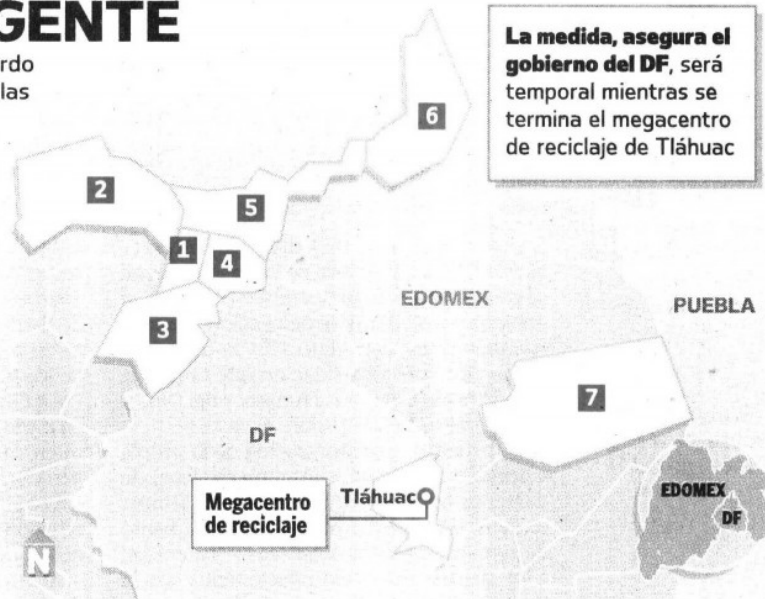 GENTE
rdo
las
La medida, asegura el
gobierno del DF, será
temporal mientras se
termina el megacentro
de reciclaje de Tláhuac
6
2
5
1
4
3
EDOMEX
PUEBLA
7
DF
Megacentro
de reciclaje
Tláhuac
EDOMEX
DF
N